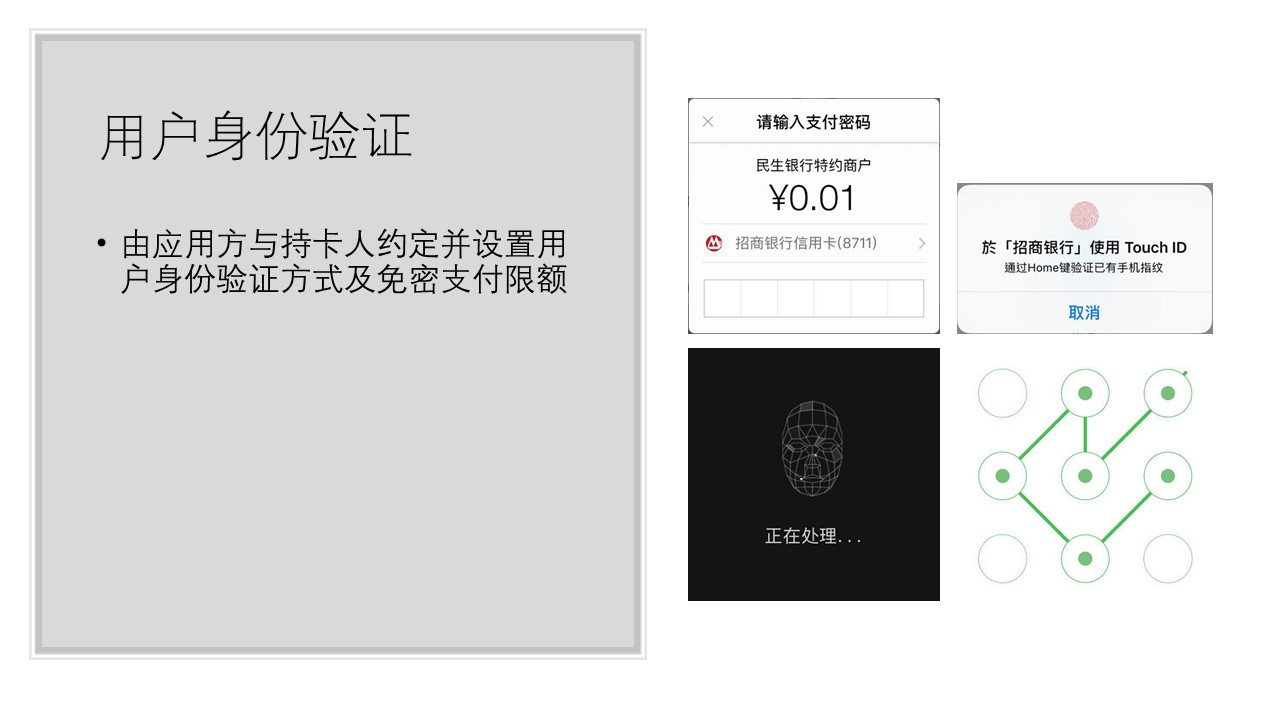 用户身份验证
• 由应用方与持卡人约定并设置用
户身份验证方式及免密支付限额
请输入支付密码
民生银行特约商户
¥0.01
招商银行信用卡(8711)
於「招商银行」使用 Touch ID
通过Home键验证已有手机指纹
取消
正在处理...